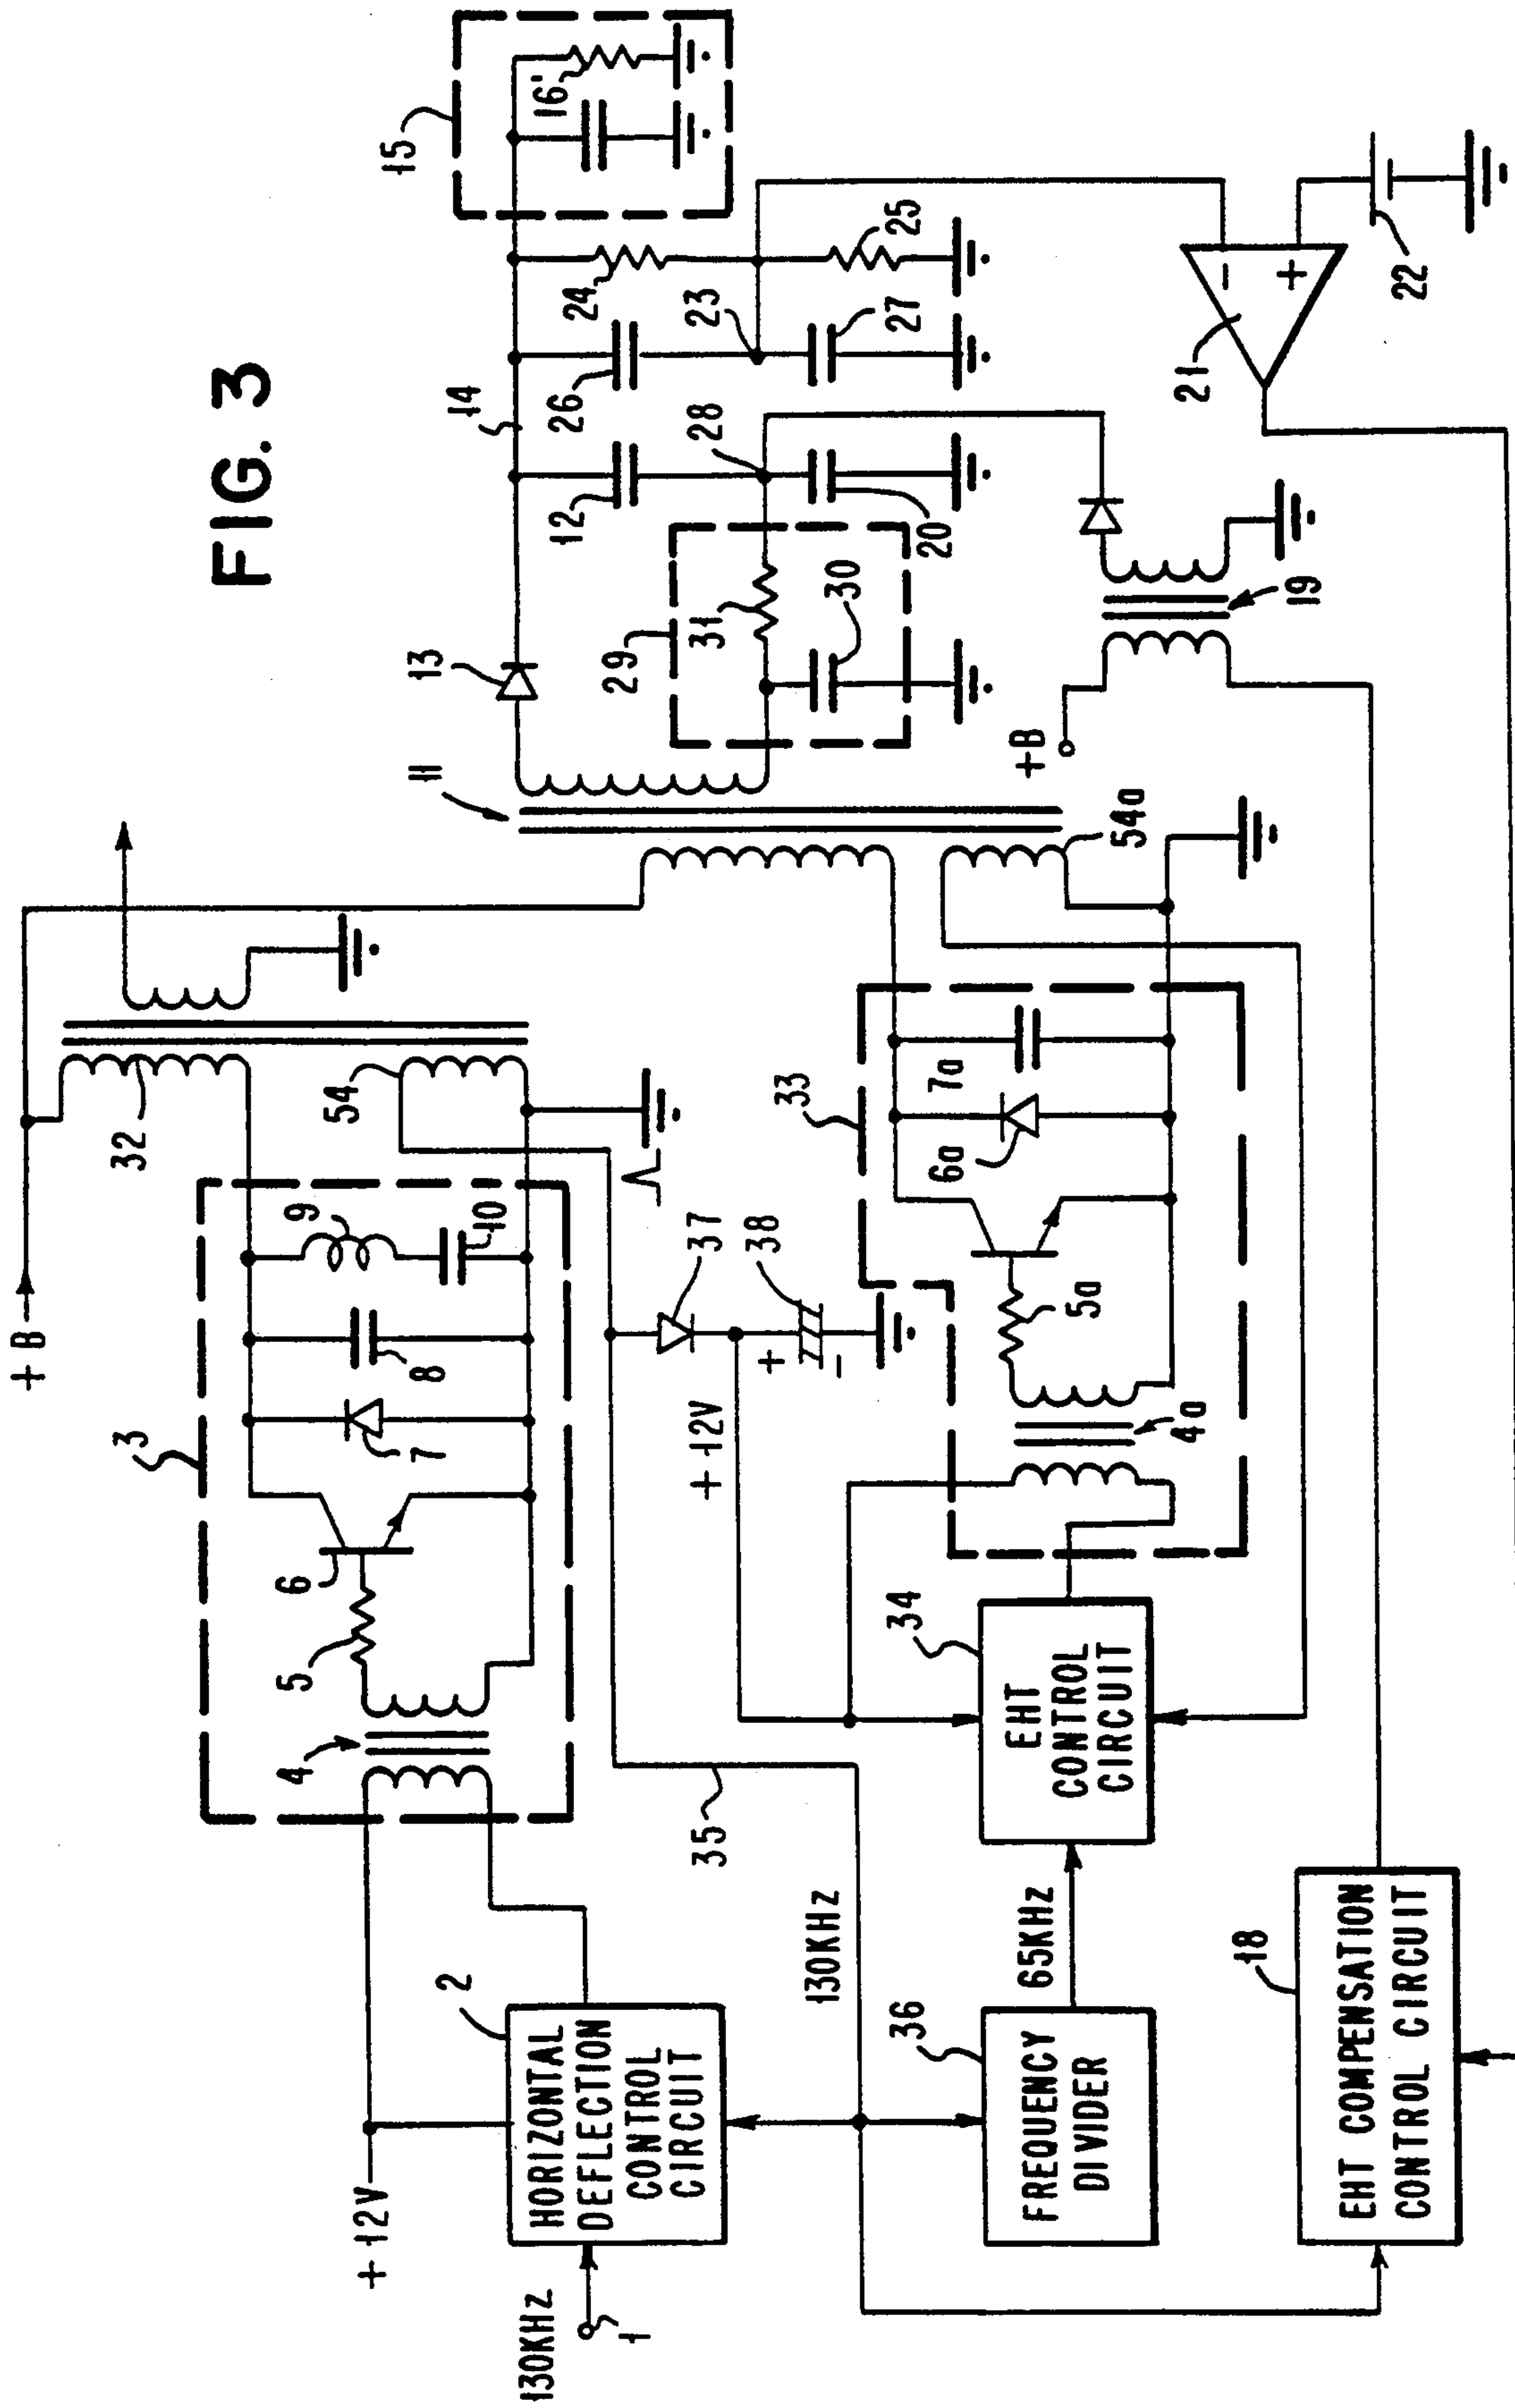 FIG. 3
+B
130KHz
1
+12V
2
HORIZONTAL
DEFLECTION
CONTROL
CIRCUIT
3
4
5
6
7
8
9
10
32
54
11
13
14
15
16'
12
26
24
23
28
25
27
20
29
31
30
+B
19
21
-
+
22
35
37
38
+
-
+12V
33
4a
5a
6a
7a
54a
34
EHT
CONTROL
CIRCUIT
130KHz
65KHz
36
FREQUENCY
DIVIDER
18
EHT COMPENSATION
CONTROL CIRCUIT